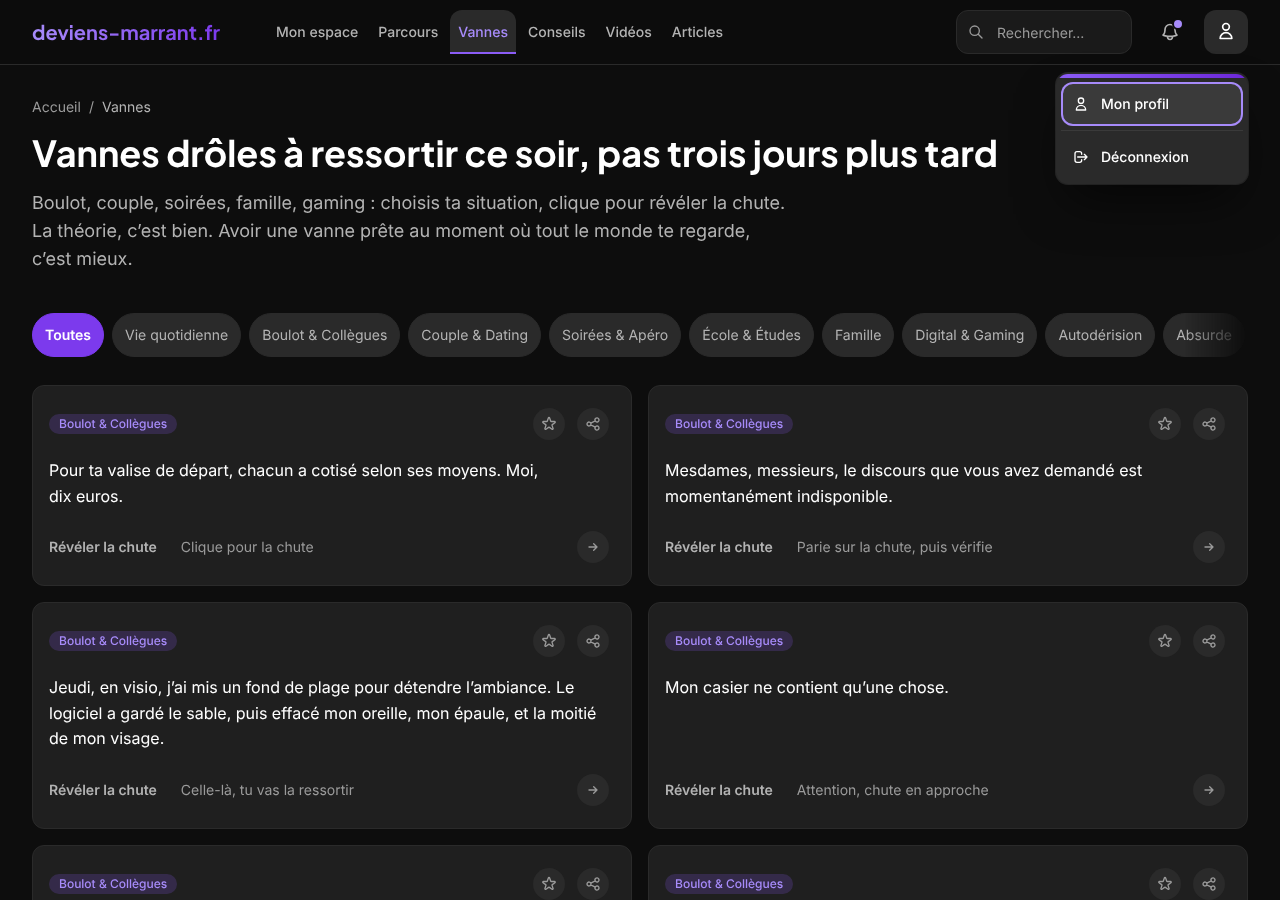 deviens-marrant.fr
Mon espace
Parcours
Vannes
Conseils
Vidéos
Articles
Rechercher...
Mon profil
Déconnexion
Accueil / Vannes
Vannes drôles à ressortir ce soir, pas trois jours plus tard
Boulot, couple, soirées, famille, gaming : choisis ta situation, clique pour révéler la chute.
La théorie, c’est bien. Avoir une vanne prête au moment où tout le monde te regarde,
c’est mieux.
Toutes
Vie quotidienne
Boulot & Collègues
Couple & Dating
Soirées & Apéro
École & Études
Famille
Digital & Gaming
Autodérision
Absurde
Boulot & Collègues
Pour ta valise de départ, chacun a cotisé selon ses moyens. Moi,
dix euros.
Révéler la chute
Clique pour la chute
Boulot & Collègues
Mesdames, messieurs, le discours que vous avez demandé est
momentanément indisponible.
Révéler la chute
Parie sur la chute, puis vérifie
Boulot & Collègues
Jeudi, en visio, j’ai mis un fond de plage pour détendre l’ambiance. Le
logiciel a gardé le sable, puis effacé mon oreille, mon épaule, et la moitié
de mon visage.
Révéler la chute
Celle-là, tu vas la ressortir
Boulot & Collègues
Mon casier ne contient qu’une chose.
Révéler la chute
Attention, chute en approche
Boulot & Collègues
Boulot & Collègues